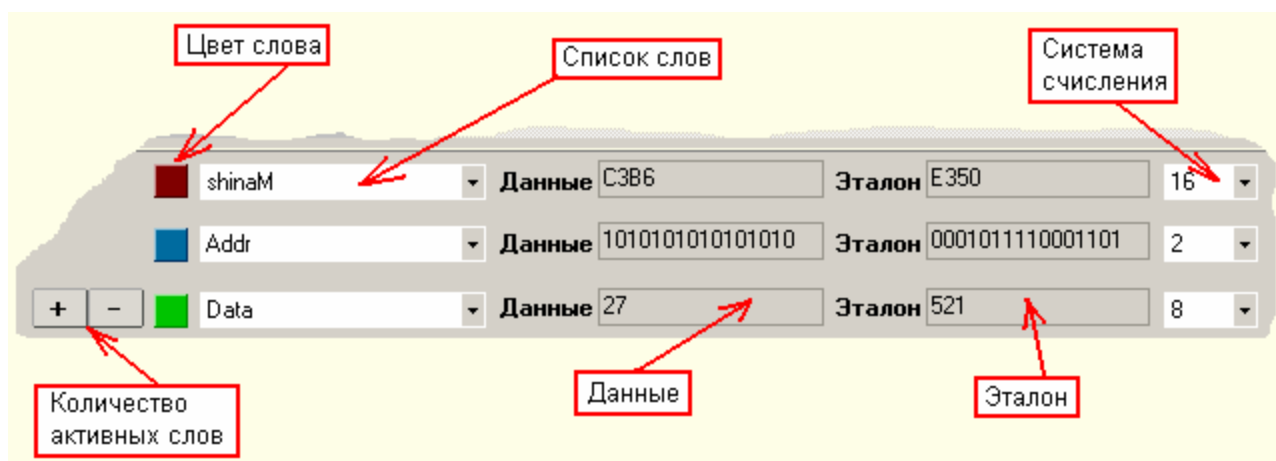 Цвет слова
Список слов
Система
счисления
shinaM Данные C3B6 Эталон E350 16
Addr Данные 1010101010101010 Эталон 0001011110001101 2
+ - Data Данные 27 Эталон 521 8
Количество
активных слов
Данные
Эталон